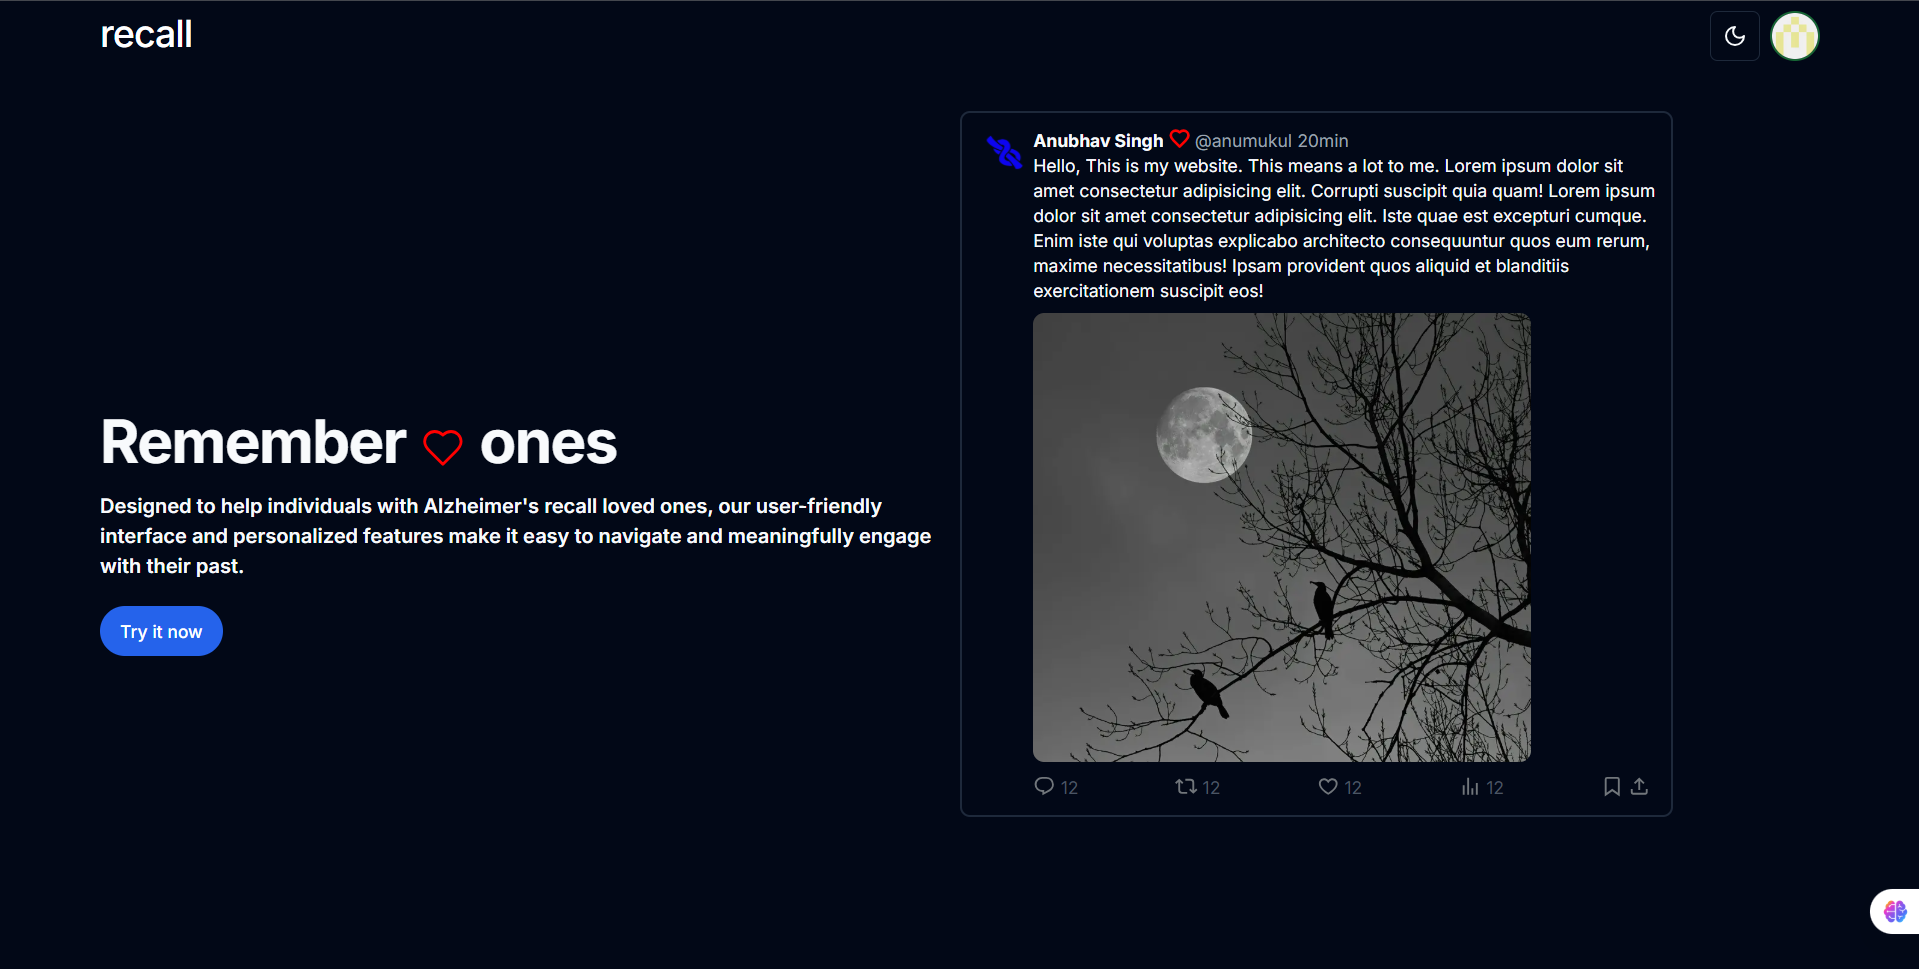 recall
Remember ones
Designed to help individuals with Alzheimer's recall loved ones, our user-friendly
interface and personalized features make it easy to navigate and meaningfully engage
with their past.
Try it now
Anubhav Singh @anumukul 20min
Hello, This is my website. This means a lot to me. Lorem ipsum dolor sit
amet consectetur adipisicing elit. Corrupti suscipit quia quam! Lorem ipsum
dolor sit amet consectetur adipisicing elit. Iste quae est excepturi cumque.
Enim iste qui voluptas explicabo architecto consequuntur quos eum rerum,
maxime necessitatibus! Ipsam provident quos aliquid et blanditiis
exercitationem suscipit eos!
12 12 12 12